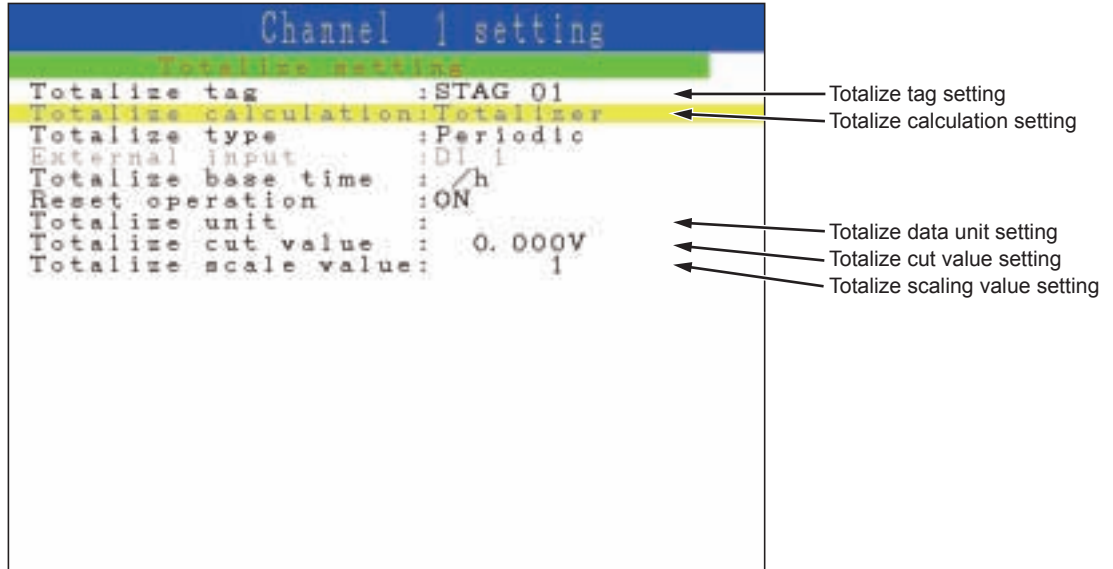 Channel 1 setting
Totalize setting
Totalize tag :STAG 01
Totalize calculation:Totalizer
Totalize type :Periodic
External input :DI 1
Totalize base time : /h
Reset operation :ON
Totalize unit :
Totalize cut value : 0.000V
Totalize scale value: 1
Totalize tag setting
Totalize calculation setting
Totalize data unit setting
Totalize cut value setting
Totalize scaling value setting